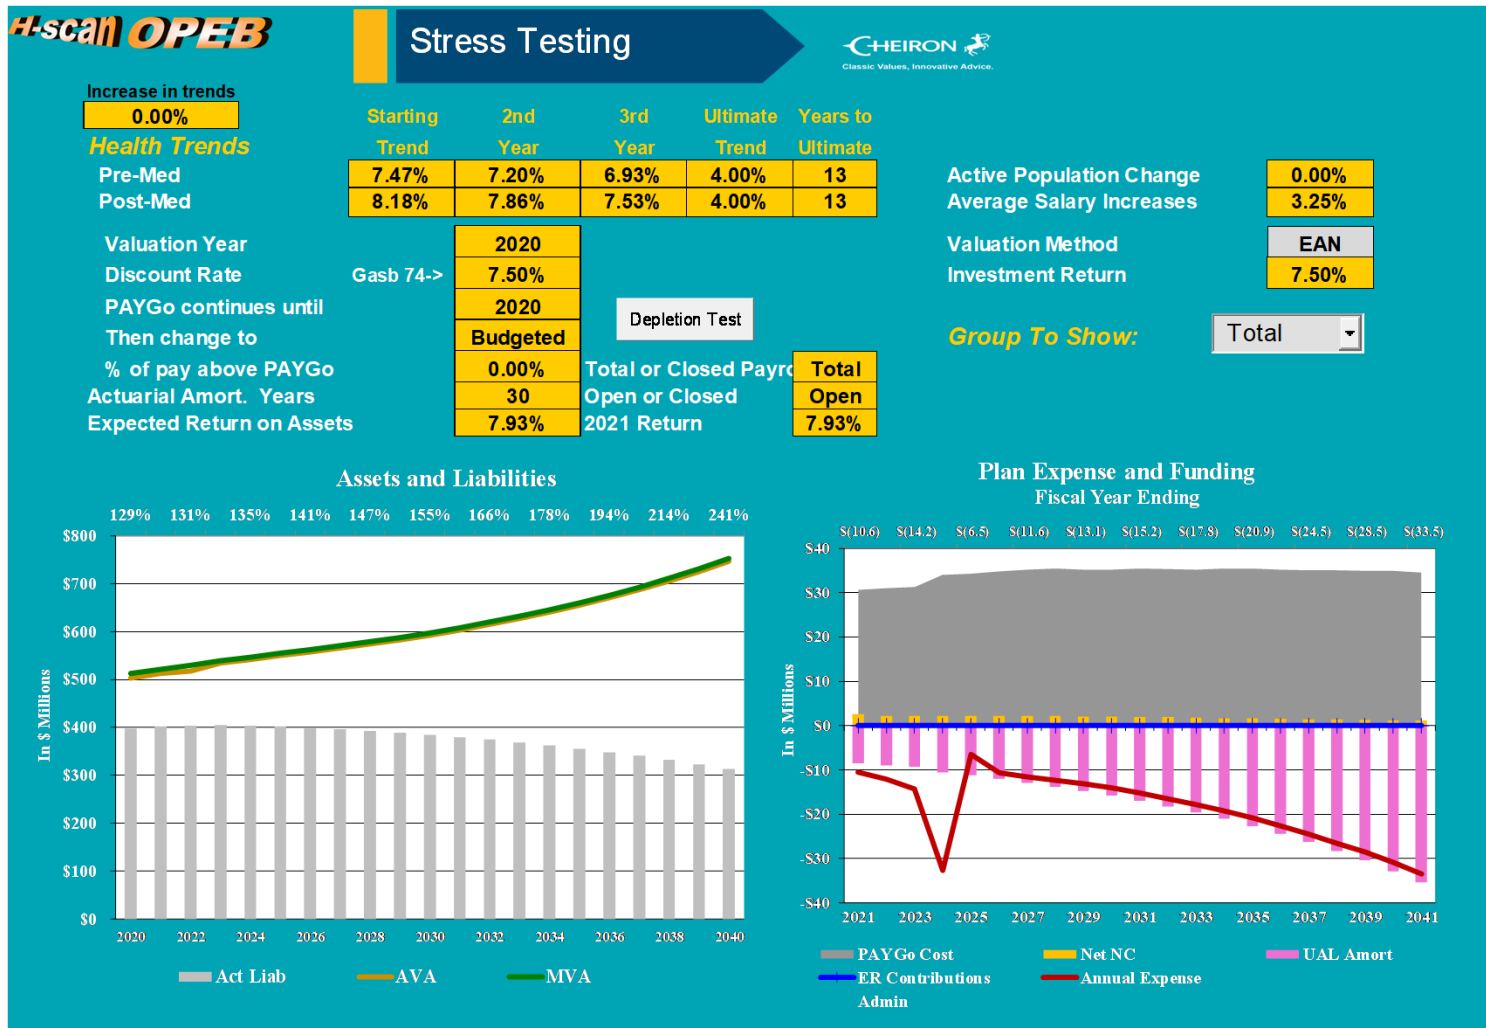 H-scan OPEB
Stress Testing
CHEIRON
Classic Values, Innovative Advice.
Increase in trends
0.00%
Starting 2nd 3rd Ultimate Years to
Health Trends Trend Year Year Trend Ultimate
Pre-Med 7.47% 7.20% 6.93% 4.00% 13
Post-Med 8.18% 7.86% 7.53% 4.00% 13
Active Population Change 0.00%
Average Salary Increases 3.25%
Valuation Year 2020
Discount Rate Gasb 74-> 7.50%
PAYGo continues until 2020
Then change to Budgeted
Depletion Test
% of pay above PAYGo 0.00% Total or Closed Payro Total
Actuarial Amort. Years 30 Open or Closed Open
Expected Return on Assets 7.93% 2021 Return 7.93%
Valuation Method EAN
Investment Return 7.50%
Group To Show: Total
Assets and Liabilities
129% 131% 135% 141% 147% 155% 166% 178% 194% 214% 241%
In $ Millions
$800
$700
$600
$500
$400
$300
$200
$100
$0
2020 2022 2024 2026 2028 2030 2032 2034 2036 2038 2040
Act Liab AVA MVA
Plan Expense and Funding
Fiscal Year Ending
$(10.6) $(14.2) $(6.5) $(11.6) $(13.1) $(15.2) $(17.8) $(20.9) $(24.5) $(28.5) $(33.5)
In $ Millions
$40
$30
$20
$10
$0
-$10
-$20
-$30
-$40
2021 2023 2025 2027 2029 2031 2033 2035 2037 2039 2041
PAYGo Cost Net NC UAL Amort
ER Contributions Annual Expense
Admin